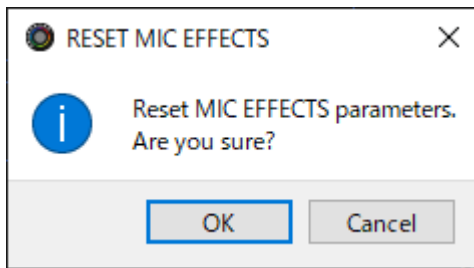 RESET MIC EFFECTS
Reset MIC EFFECTS parameters.
Are you sure?
OK
Cancel